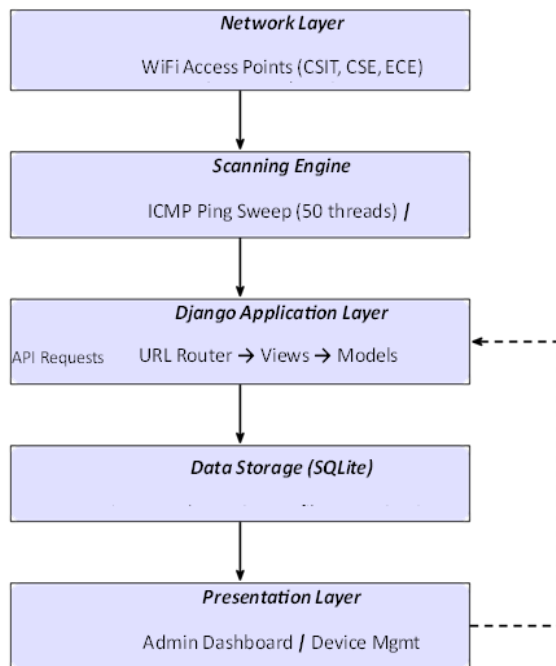 Network Layer
WiFi Access Points (CSIT, CSE, ECE)
Scanning Engine
ICMP Ping Sweep (50 threads) /
Django Application Layer
API Requests
URL Router → Views → Models
Data Storage (SQLite)
Presentation Layer
Admin Dashboard / Device Mgmt